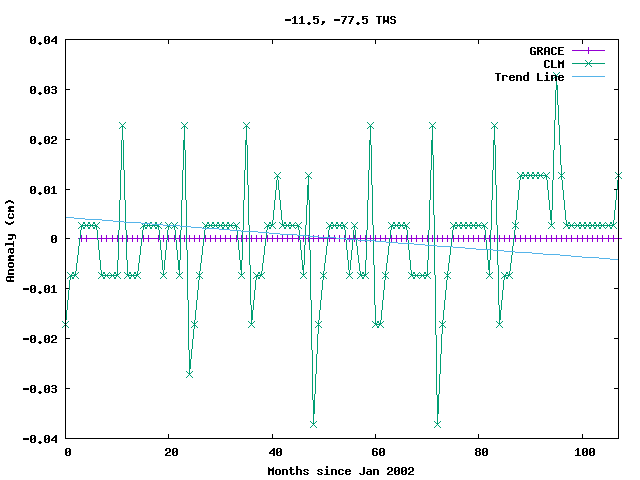 -11.5, -77.5 TWS
GRACE
CLM
Trend Line
0.04
0.03
0.02
0.01
0
-0.01
-0.02
-0.03
-0.04
Anomaly (cm)
0 20 40 60 80 100
Months since Jan 2002